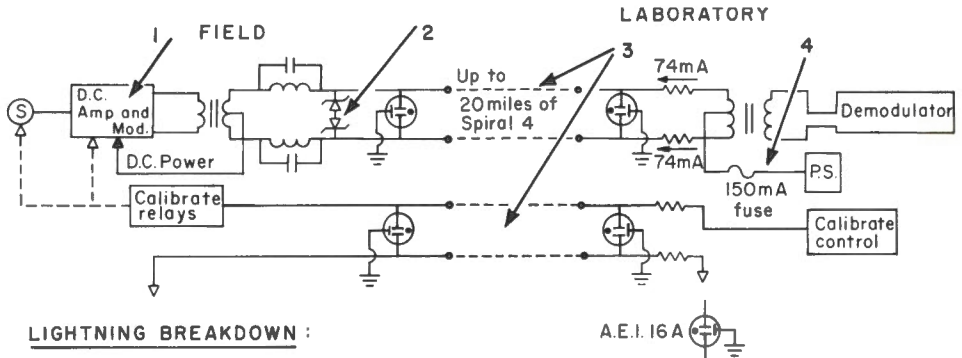 LABORATORY
1 FIELD 2 3 4
74mA
Up to
20 miles of
Spiral 4
S
D.C.
Amp and
Mod.
Demodulator
D.C. Power
74mA
P.S.
150mA
fuse
Calibrate
relays
Calibrate
control
LIGHTNING BREAKDOWN :
A.E.I. 16A